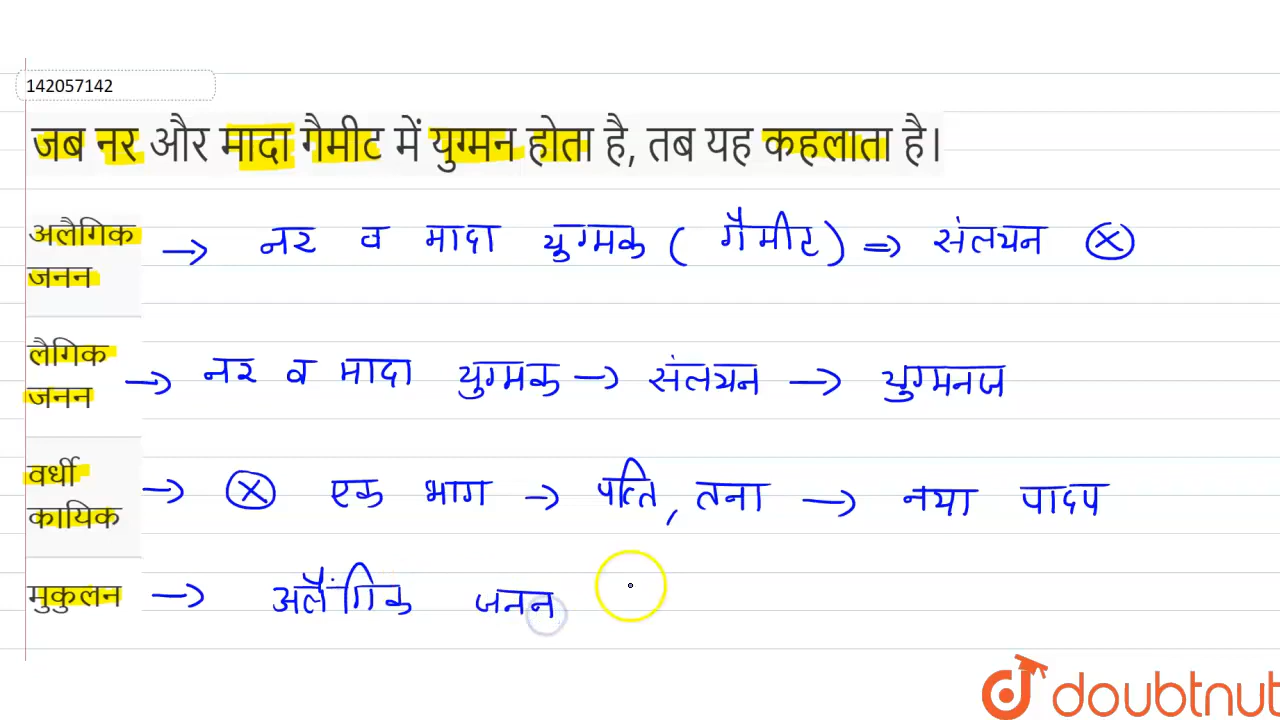 142057142
जब नर और मादा गैमीट में युग्मन होता है, तब यह कहलाता है।
अलैगिक जनन → नर व मादा युग्मक ( गैमीट ) => संलयन ⊗
लैगिक जनन → नर व मादा युग्मक → संलयन → युग्मनज
वर्धी कायिक → ⊗ एक भाग → पत्ति, तना → नया पादप
मुकुलन → अलैंगिक जनन
doubtnut